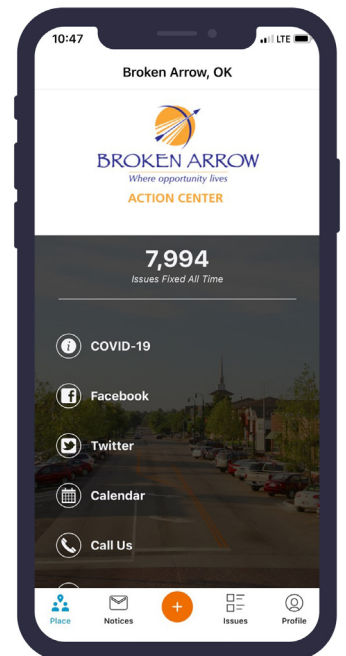 10:47
LTE
Broken Arrow, OK
BROKEN ARROW
Where opportunity lives
ACTION CENTER
7,994
Issues Fixed All Time
COVID-19
Facebook
Twitter
Calendar
Call Us
Place
Notices
Issues
Profile